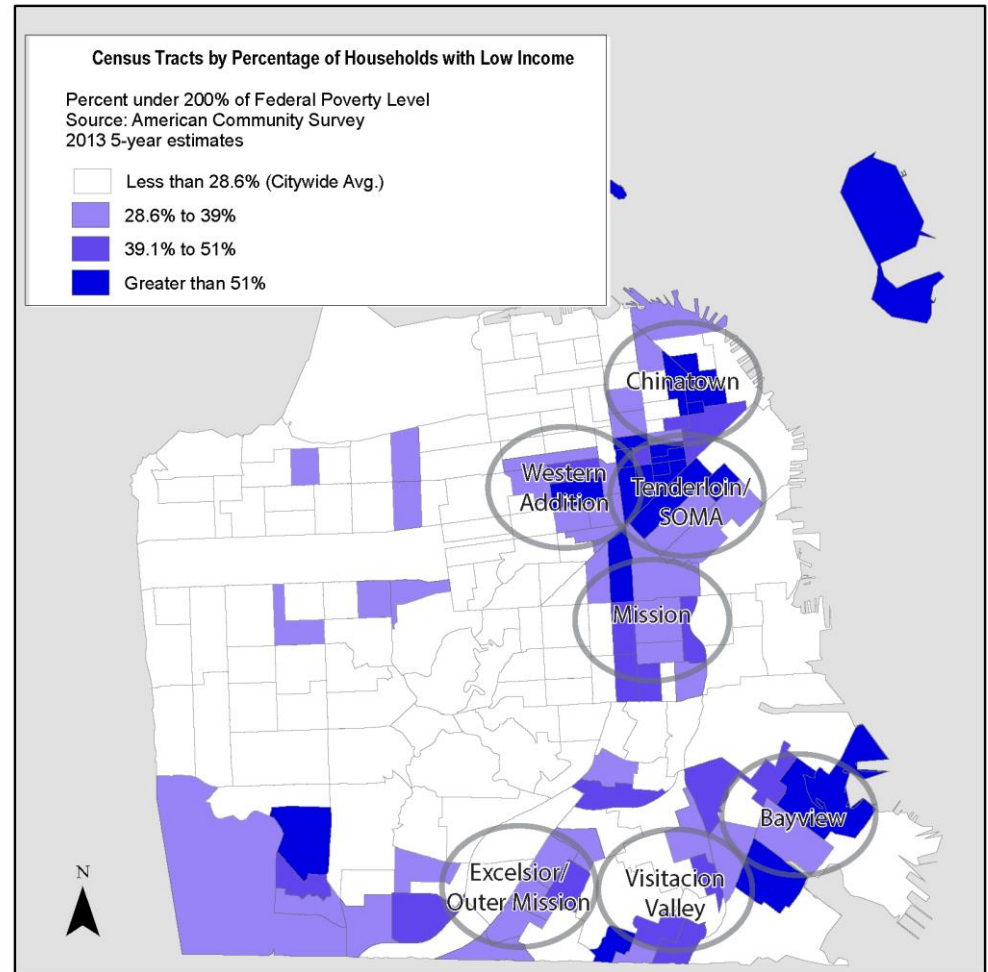 Census Tracts by Percentage of Households with Low Income
Percent under 200% of Federal Poverty Level
Source: American Community Survey
2013 5-year estimates
Less than 28.6% (Citywide Avg.)
28.6% to 39%
39.1% to 51%
Greater than 51%
Chinatown
Western
Addition
Tenderloin/
SOMA
Mission
Bayview
Excelsior/
Outer Mission
Visitacion
Valley
N